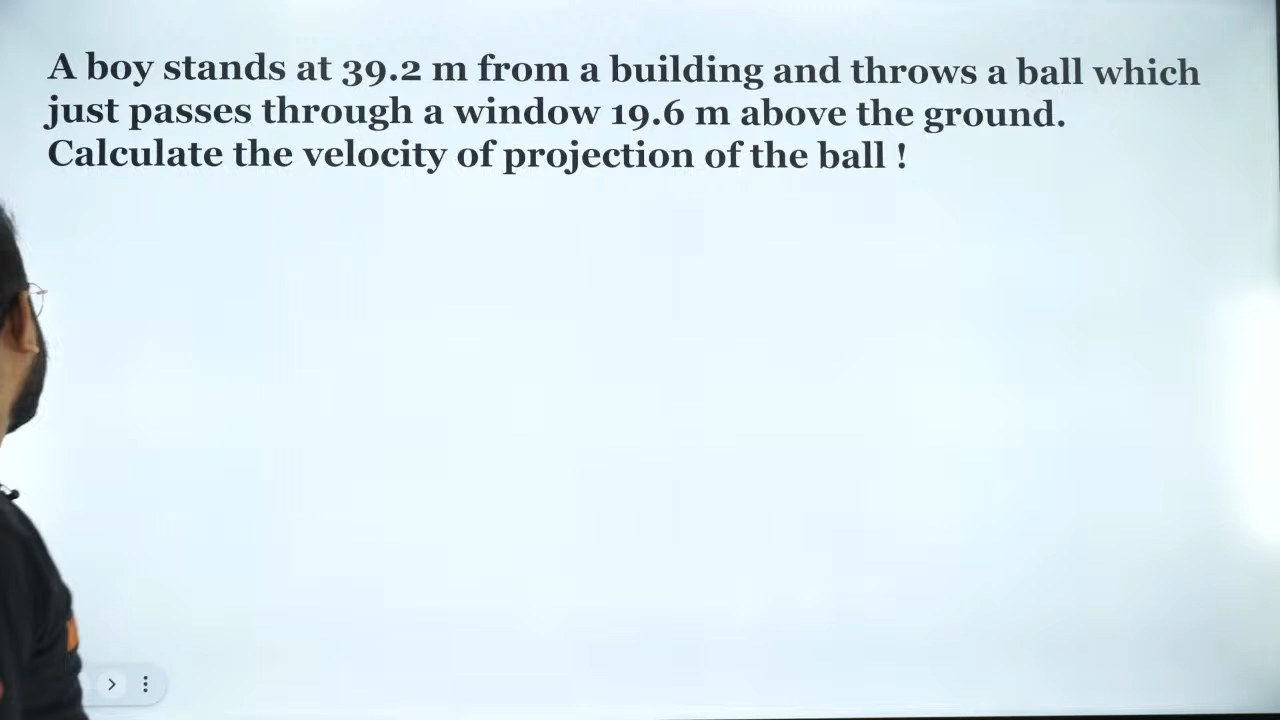 A boy stands at 39.2 m from a building and throws a ball which
just passes through a window 19.6 m above the ground.
Calculate the velocity of projection of the ball !